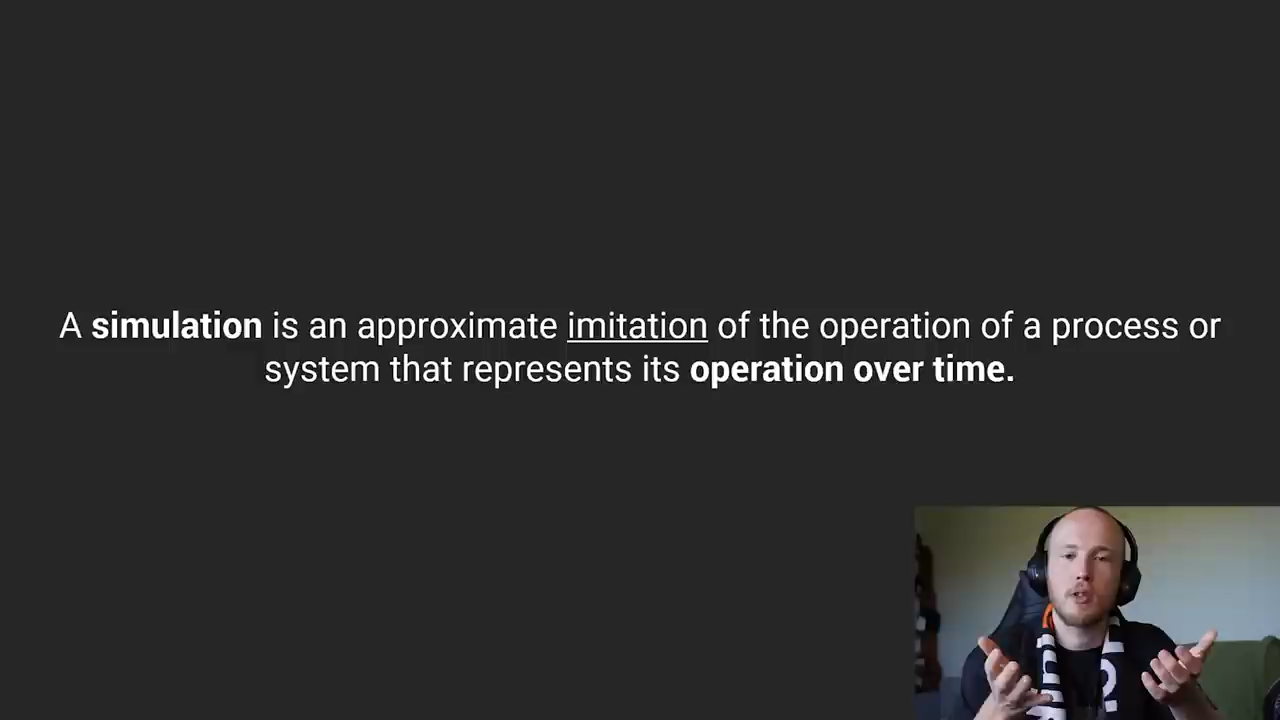 A simulation is an approximate imitation of the operation of a process or
system that represents its operation over time.